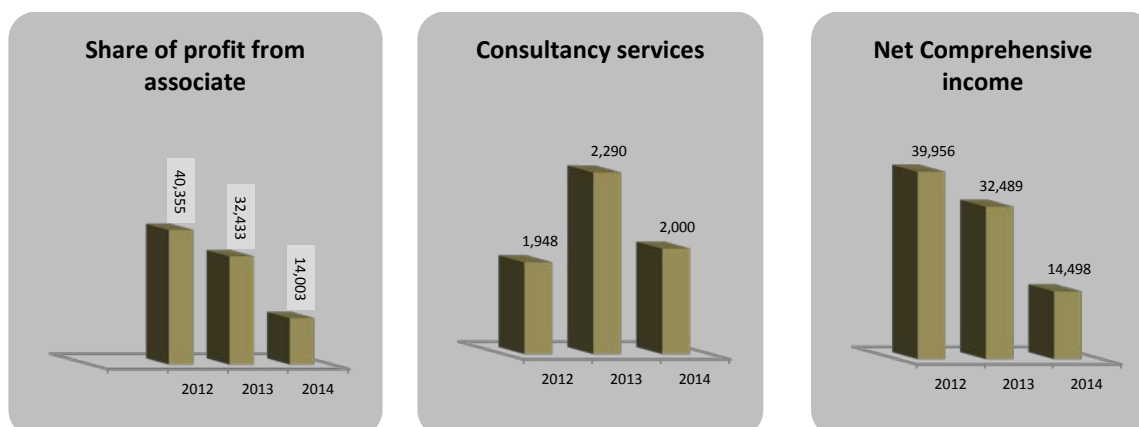 Share of profit from
associate
40,355
32,433
14,003
2012 2013 2014
Consultancy services
1,948
2,290
2,000
2012 2013 2014
Net Comprehensive
income
39,956
32,489
14,498
2012 2013 2014